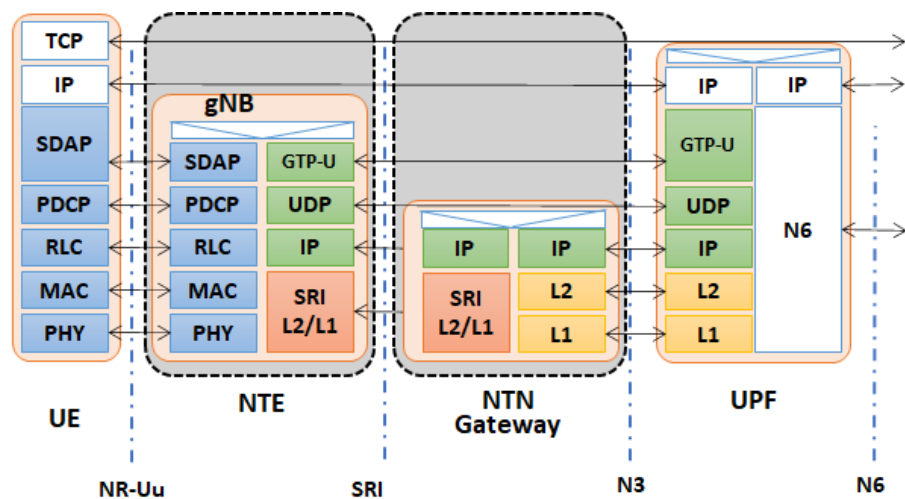 TCP
IP
SDAP
PDCP
RLC
MAC
PHY
UE
gNB
SDAP
GTP-U
PDCP
UDP
RLC
IP
MAC
PHY
SRI
L2/L1
NTE
IP
IP
SRI
L2/L1
L2
L1
NTN
Gateway
IP
IP
GTP-U
UDP
IP
L2
L1
N6
UPF
NR-Uu
SRI
N3
N6